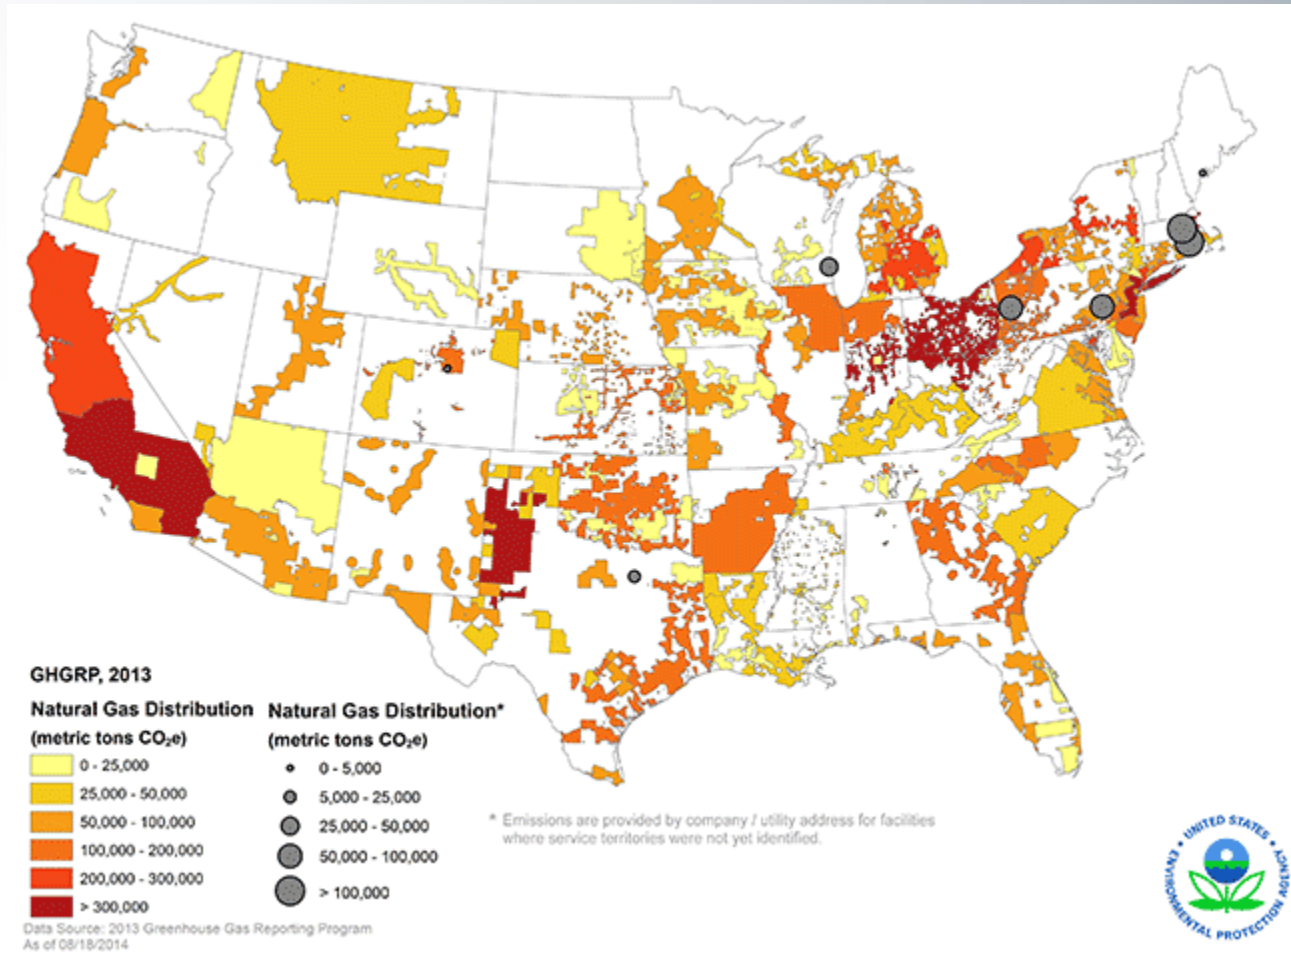 GHGRP, 2013
Natural Gas Distribution
(metric tons CO₂e)
0 - 25,000
25,000 - 50,000
50,000 - 100,000
100,000 - 200,000
200,000 - 300,000
> 300,000
Natural Gas Distribution*
(metric tons CO₂e)
0 - 5,000
5,000 - 25,000
25,000 - 50,000
50,000 - 100,000
> 100,000
* Emissions are provided by company / utility address for facilities
where service territories were not yet identified.
Data Source: 2013 Greenhouse Gas Reporting Program
As of 08/18/2014
UNITED STATES • ENVIRONMENTAL PROTECTION AGENCY •